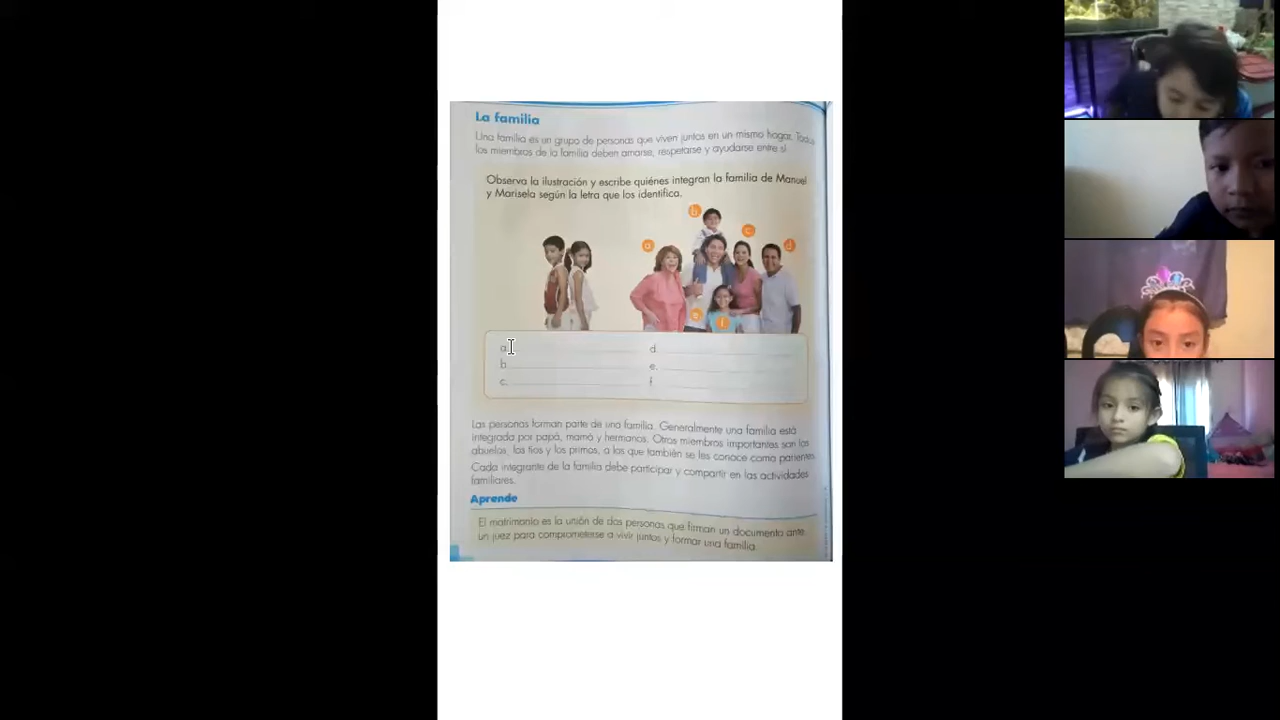 La familia
Una familia es un grupo de personas que viven juntos en un mismo hogar. Todos
los miembros de la familia deben amarse, respetarse y ayudarse entre sí
Observa la ilustración y escribe quiénes integran la familia de Manuel
y Marisela según la letra que los identifica.
b
c
a
d
e
f
a.
d.
b.
e.
c.
f.
Las personas forman parte de una familia. Generalmente una familia está
integrada por papá, mamá y hermanos. Otros miembros importantes son los
abuelos, los tíos y los primos, a los que también se les conoce como parientes
Cada integrante de la familia debe participar y compartir en las actividades
familiares.
Aprende
El matrimonio es la unión de dos personas que firman un documento ante
un juez para comprometerse a vivir juntos y formar una familia.